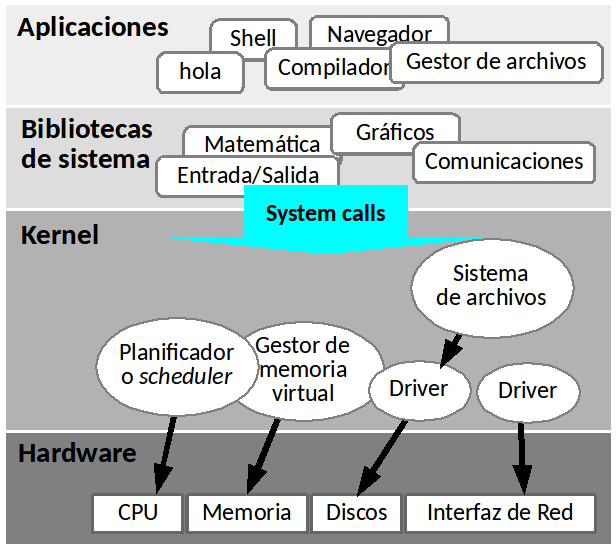 Aplicaciones
Shell
Navegador
hola
Compilador
Gestor de archivos
Bibliotecas
de sistema
Matemática
Gráficos
Entrada/Salida
Comunicaciones
System calls
Kernel
Sistema
de archivos
Planificador
o scheduler
Gestor de
memoria
virtual
Driver
Driver
Hardware
CPU
Memoria
Discos
Interfaz de Red